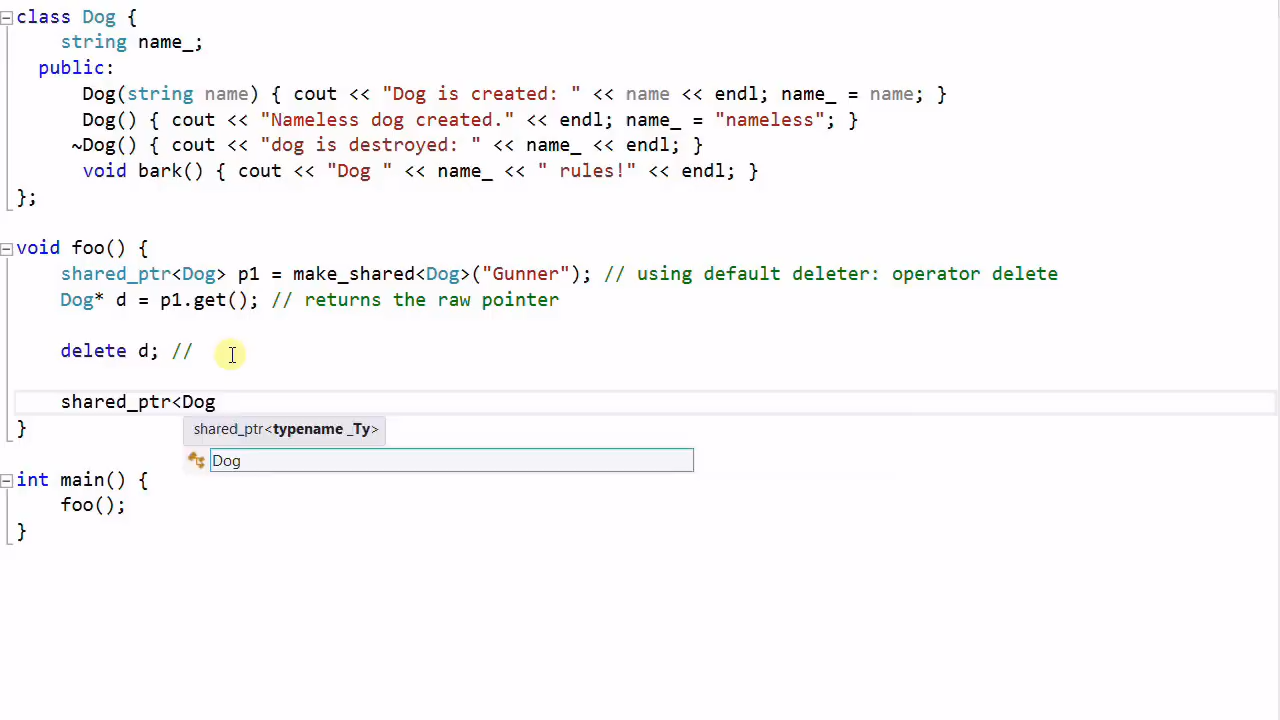 class Dog {
string name_;
public:
Dog(string name) { cout << "Dog is created: " << name << endl; name_ = name; }
Dog() { cout << "Nameless dog created." << endl; name_ = "nameless"; }
~Dog() { cout << "dog is destroyed: " << name_ << endl; }
void bark() { cout << "Dog " << name_ << " rules!" << endl; }
};
void foo() {
shared_ptr<Dog> p1 = make_shared<Dog>("Gunner"); // using default deleter: operator delete
Dog* d = p1.get(); // returns the raw pointer
delete d; //
shared_ptr<Dog
}
shared_ptr<typename _Ty>
Dog
int main() {
foo();
}